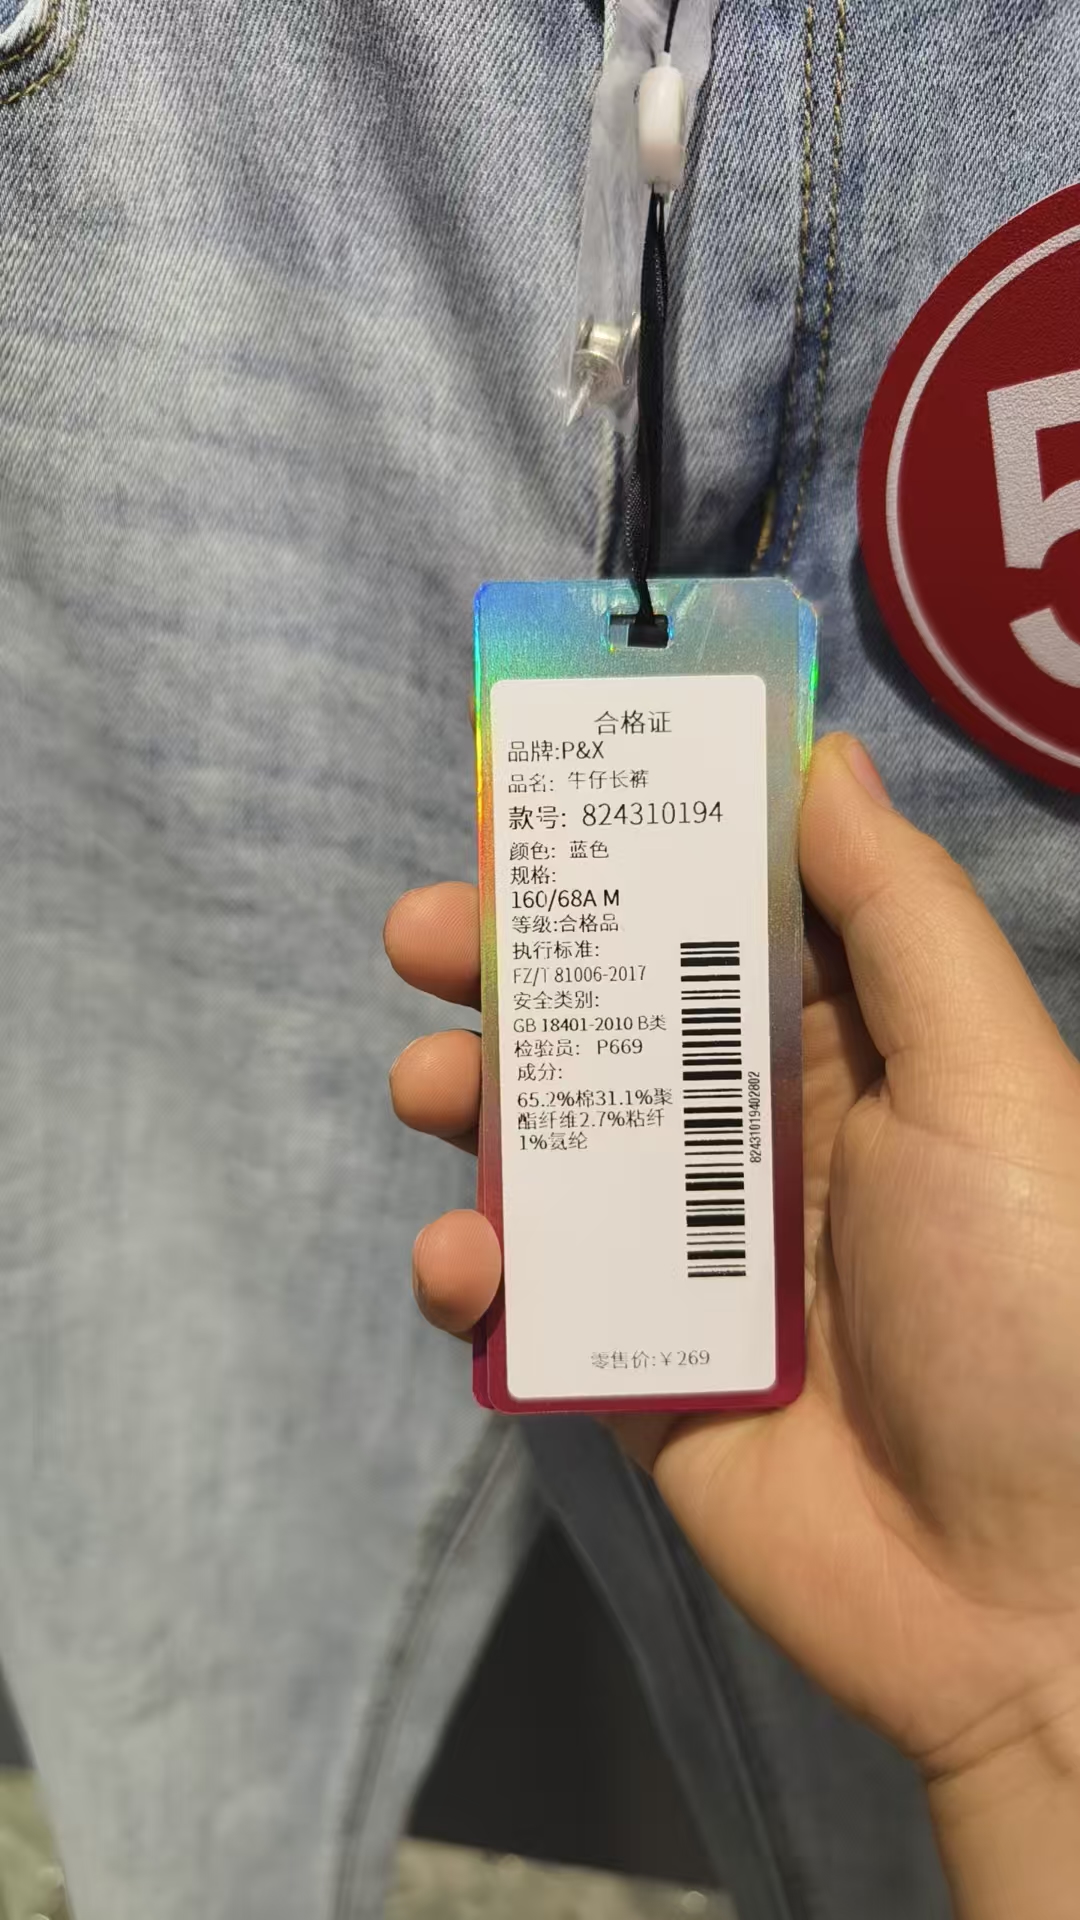 合格证
品牌:P&X
品名: 牛仔长裤
款号: 824310194
颜色: 蓝色
规格:
160/68A M
等级:合格品
执行标准:
FZ/T 81006-2017
安全类别:
GB 18401-2010 B类
检验员: P669
成分:
65.2%棉31.1%聚
酯纤维2.7%粘纤
1%氨纶
82431019402802
零售价:¥269
5